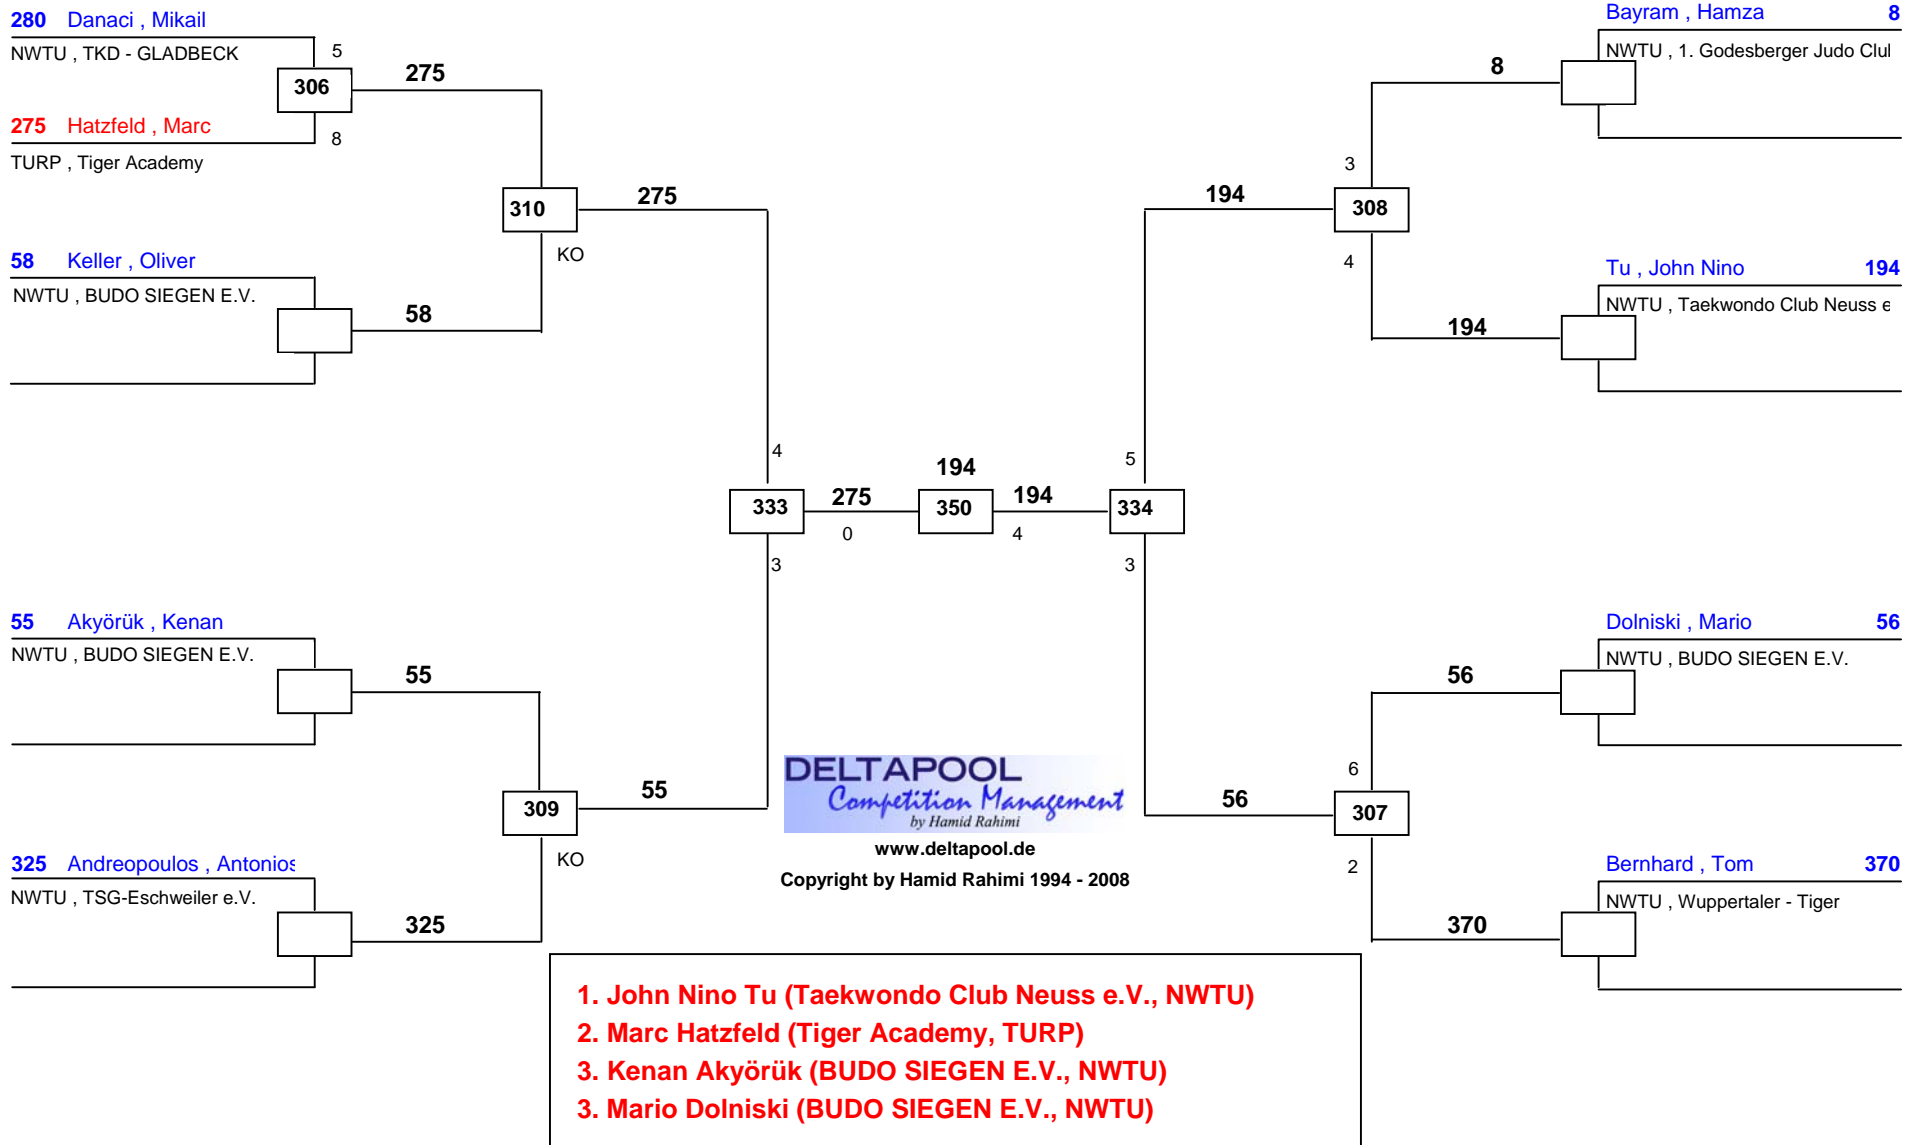 280 Danaci , Mikail
NWTU , TKD - GLADBECK
5
306
275
275 Hatzfeld , Marc
8
TURP , Tiger Academy
310
275
KO
58 Keller , Oliver
NWTU , BUDO SIEGEN E.V.
58
4
333
275
0
3
55 Akyörük , Kenan
NWTU , BUDO SIEGEN E.V.
55
309
55
KO
325 Andreopoulos , Antonios
NWTU , TSG-Eschweiler e.V.
325
194
350
194
4
Bayram , Hamza 8
NWTU , 1. Godesberger Judo Clul
8
3
194
308
4
Tu , John Nino 194
NWTU , Taekwondo Club Neuss e
194
5
334
3
Dolniski , Mario 56
NWTU , BUDO SIEGEN E.V.
56
6
56
307
2
Bernhard , Tom 370
NWTU , Wuppertaler - Tiger
370
DELTAPOOL
Competition Management
by Hamid Rahimi
www.deltapool.de
Copyright by Hamid Rahimi 1994 - 2008
1. John Nino Tu (Taekwondo Club Neuss e.V., NWTU)
2. Marc Hatzfeld (Tiger Academy, TURP)
3. Kenan Akyörük (BUDO SIEGEN E.V., NWTU)
3. Mario Dolniski (BUDO SIEGEN E.V., NWTU)